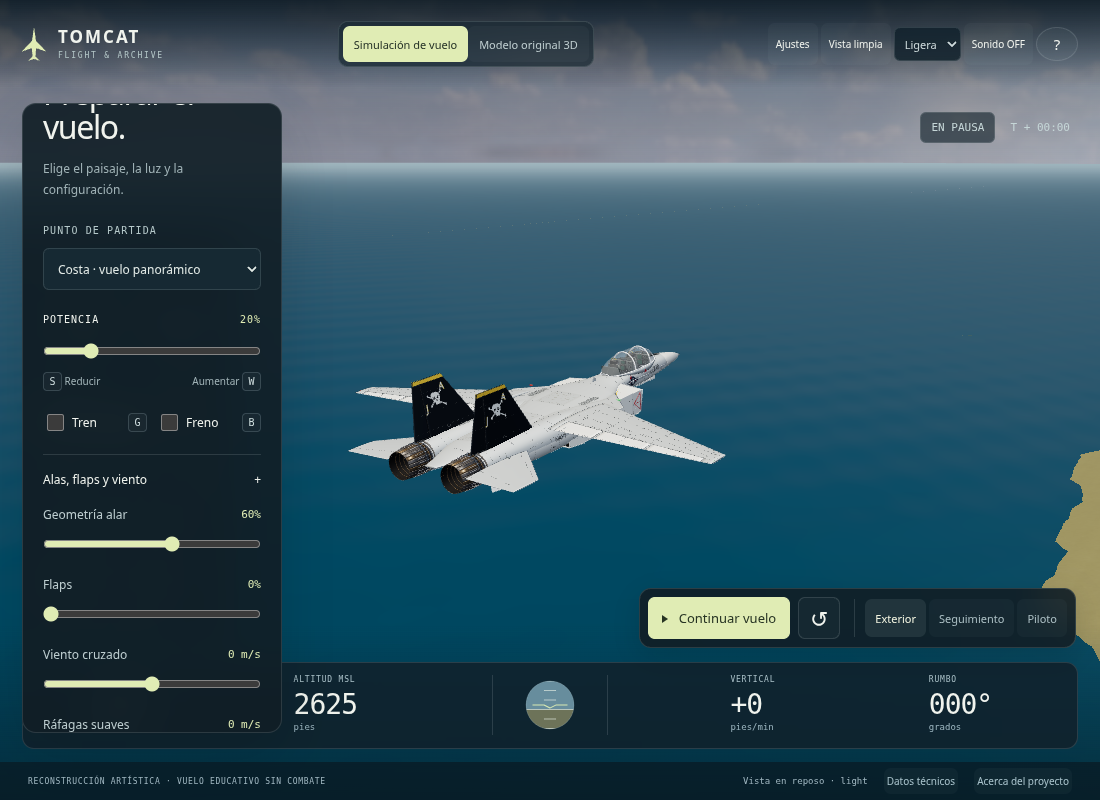 TOMCAT
FLIGHT & ARCHIVE
Simulación de vuelo
Modelo original 3D
Ajustes
Vista limpia
Ligera
Sonido OFF
?
EN PAUSA
T + 00:00
vuelo.
Elige el paisaje, la luz y la
configuración.
PUNTO DE PARTIDA
Costa · vuelo panorámico
POTENCIA 20%
S Reducir Aumentar W
Tren G Freno B
Alas, flaps y viento +
Geometría alar 60%
Flaps 0%
Viento cruzado 0 m/s
Ráfagas suaves 0 m/s
A
J
A
J
Continuar vuelo
↺
Exterior
Seguimiento
Piloto
ALTITUD MSL
2625
pies
VERTICAL
+0
pies/min
RUMBO
000°
grados
RECONSTRUCCIÓN ARTÍSTICA · VUELO EDUCATIVO SIN COMBATE
Vista en reposo · light
Datos técnicos
Acerca del proyecto